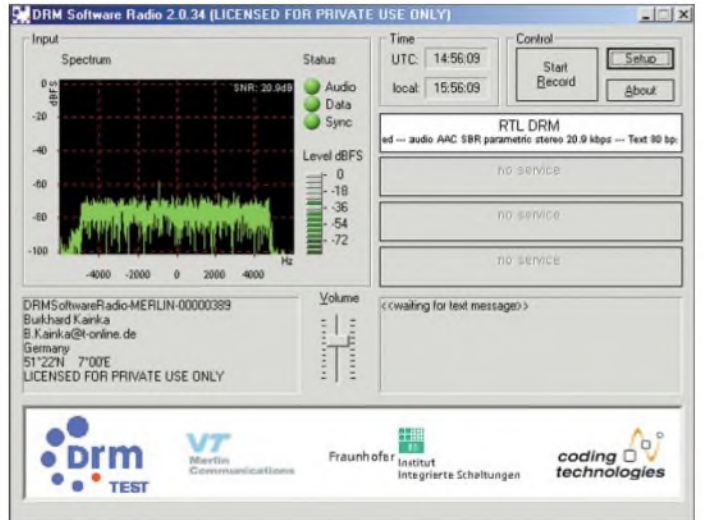 DRM Software Radio 2.0.34 (LICENSED FOR PRIVATE USE ONLY)
Input
Spectrum
Status
0
dBFS
SNR: 20.9dB
-20
-40
-60
-80
-100
-4000 -2000 0 2000 4000
Hz
Audio
Data
Sync
Level dBFS
0
-18
-36
-54
-72
Time
UTC: 14:56:09
local: 15:56:09
Control
Start
Record
Setup
About
RTL DRM
ed --- audio AAC SBR parametric stereo 20.9 kbps --- Text 80 bp
no service
no service
no service
DRMSoftwareRadio-MERLIN-00000389
Burkhard Kainka
B.Kainka@t-online.de
Germany
51°22'N 7°00'E
LICENSED FOR PRIVATE USE ONLY
Volume
<<waiting for text message>>
Drm
TEST
VT
Merlin
Communications
Fraunhofer
IIS
Institut
Integrierte Schaltungen
coding
technologies